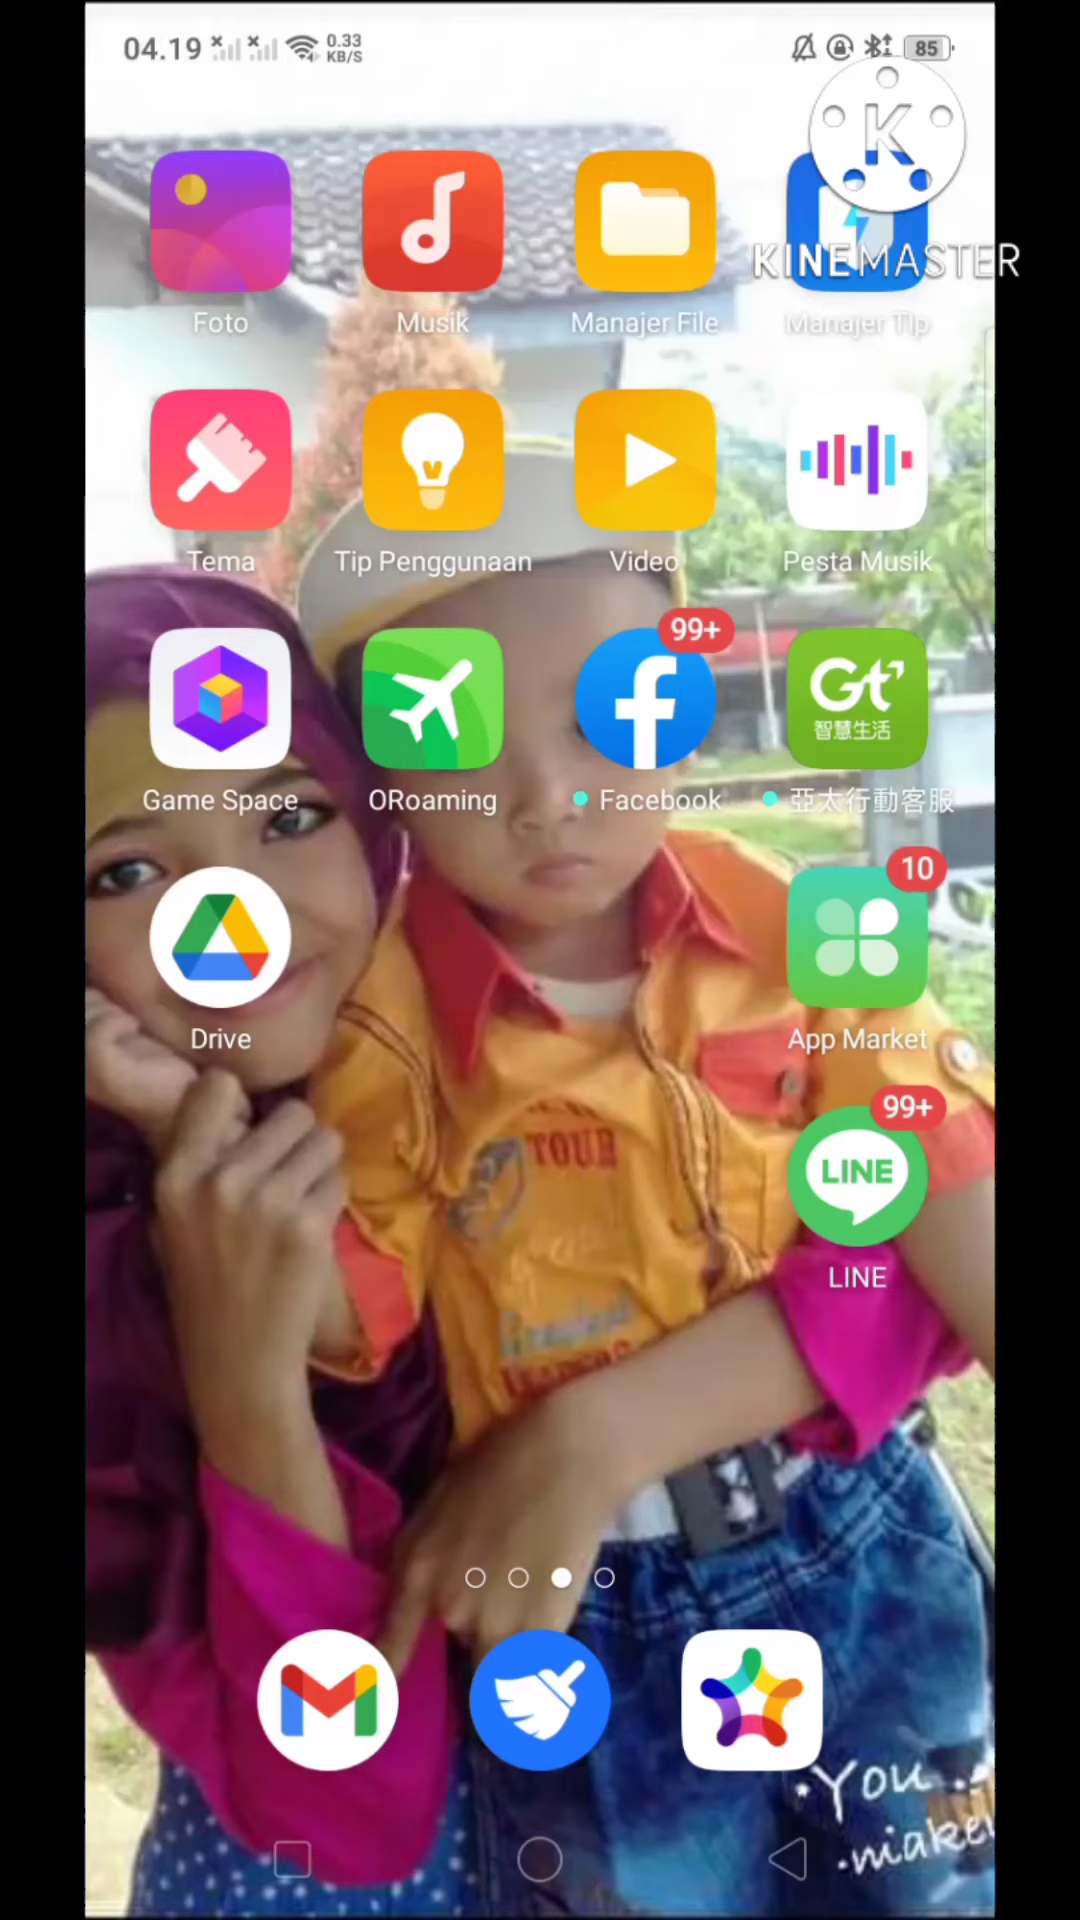 04.19
0.33
KB/S
85
K
KINEMASTER
Foto
Musik
Manajer File
Manajer Tlp
Tema
Tip Penggunaan
Video
Pesta Musik
99+
Gt
智慧生活
Game Space
ORoaming
Facebook
亞太行動客服
10
Drive
App Market
TOUR
99+
LINE
LINE
You
make